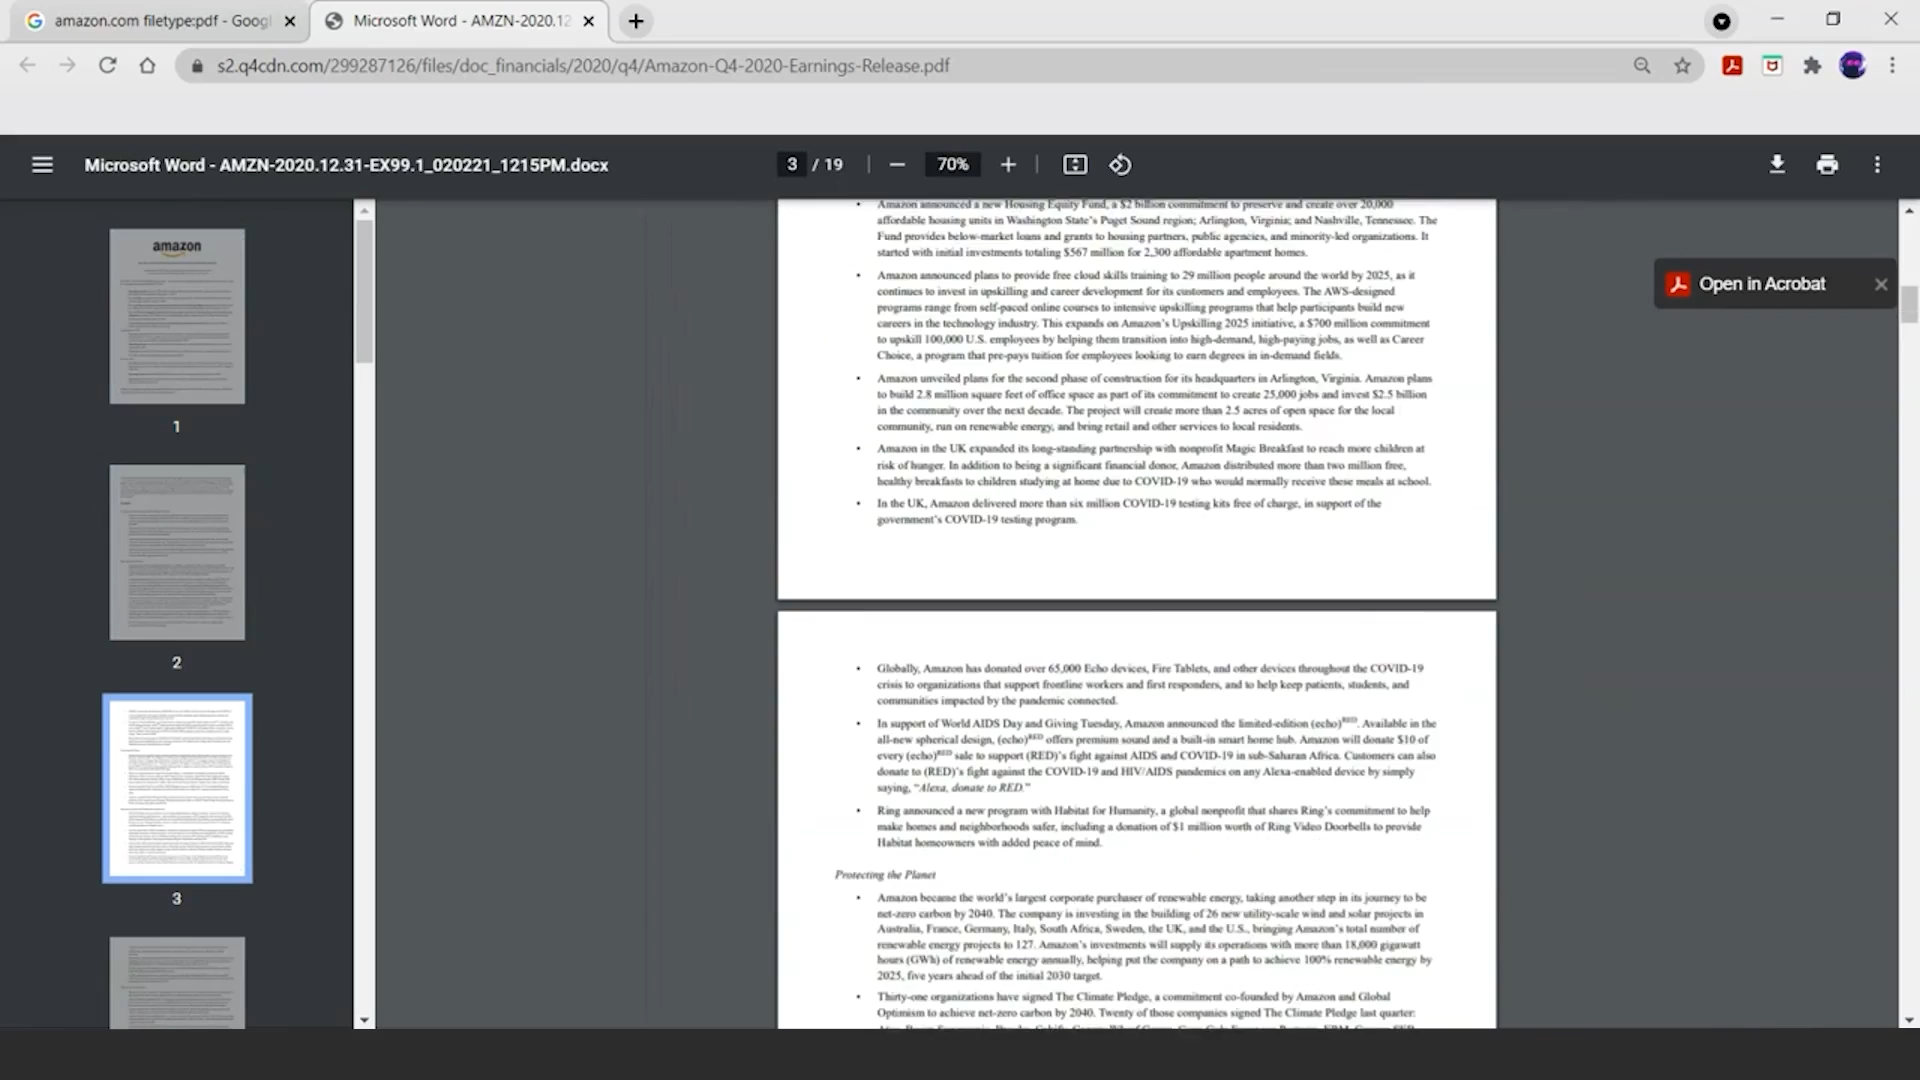 amazon.com filetype:pdf - Googl
Microsoft Word - AMZN-2020.12
s2.q4cdn.com/299287126/files/doc_financials/2020/q4/Amazon-Q4-2020-Earnings-Release.pdf
Microsoft Word - AMZN-2020.12.31-EX99.1_020221_1215PM.docx
3 / 19
70%
Open in Acrobat
amazon
1
2
3
• Amazon announced a new Housing Equity Fund, a $2 billion commitment to preserve and create over 20,000
affordable housing units in Washington State's Puget Sound region; Arlington, Virginia; and Nashville, Tennessee. The
Fund provides below-market loans and grants to housing partners, public agencies, and minority-led organizations. It
started with initial investments totaling $567 million for 2,300 affordable apartment homes.
• Amazon announced plans to provide free cloud skills training to 29 million people around the world by 2025, as it
continues to invest in upskilling and career development for its customers and employees. The AWS-designed
programs range from self-paced online courses to intensive upskilling programs that help participants build new
careers in the technology industry. This expands on Amazon's Upskilling 2025 initiative, a $700 million commitment
to upskill 100,000 U.S. employees by helping them transition into high-demand, high-paying jobs, as well as Career
Choice, a program that pre-pays tuition for employees looking to earn degrees in in-demand fields.
• Amazon unveiled plans for the second phase of construction for its headquarters in Arlington, Virginia. Amazon plans
to build 2.8 million square feet of office space as part of its commitment to create 25,000 jobs and invest $2.5 billion
in the community over the next decade. The project will create more than 2.5 acres of open space for the local
community, run on renewable energy, and bring retail and other services to local residents.
• Amazon in the UK expanded its long-standing partnership with nonprofit Magic Breakfast to reach more children at
risk of hunger. In addition to being a significant financial donor, Amazon distributed more than two million free,
healthy breakfasts to children studying at home due to COVID-19 who would normally receive these meals at school.
• In the UK, Amazon delivered more than six million COVID-19 testing kits free of charge, in support of the
government's COVID-19 testing program.
• Globally, Amazon has donated over 65,000 Echo devices, Fire Tablets, and other devices throughout the COVID-19
crisis to organizations that support frontline workers and first responders, and to help keep patients, students, and
communities impacted by the pandemic connected.
• In support of World AIDS Day and Giving Tuesday, Amazon announced the limited-edition (echo)RED. Available in the
all-new spherical design, (echo)RED offers premium sound and a built-in smart home hub. Amazon will donate $10 of
every (echo)RED sale to support (RED)'s fight against AIDS and COVID-19 in sub-Saharan Africa. Customers can also
donate to (RED)'s fight against the COVID-19 and HIV/AIDS pandemics on any Alexa-enabled device by simply
saying, "Alexa, donate to RED."
• Ring announced a new program with Habitat for Humanity, a global nonprofit that shares Ring's commitment to help
make homes and neighborhoods safer, including a donation of $1 million worth of Ring Video Doorbells to provide
Habitat homeowners with added peace of mind.
Protecting the Planet
• Amazon became the world's largest corporate purchaser of renewable energy, taking another step in its journey to be
net-zero carbon by 2040. The company is investing in the building of 26 new utility-scale wind and solar projects in
Australia, France, Germany, Italy, South Africa, Sweden, the UK, and the U.S., bringing Amazon's total number of
renewable energy projects to 127. Amazon's investments will supply its operations with more than 18,000 gigawatt
hours (GWh) of renewable energy annually, helping put the company on a path to achieve 100% renewable energy by
2025, five years ahead of the initial 2030 target.
• Thirty-one organizations have signed The Climate Pledge, a commitment co-founded by Amazon and Global
Optimism to achieve net-zero carbon by 2040. Twenty of those companies signed The Climate Pledge last quarter: